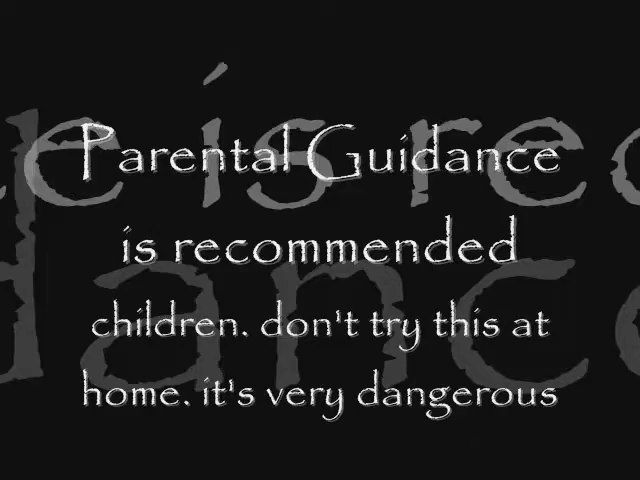 Parental Guidance
is recommended
children. don't try this at
home. it's very dangerous